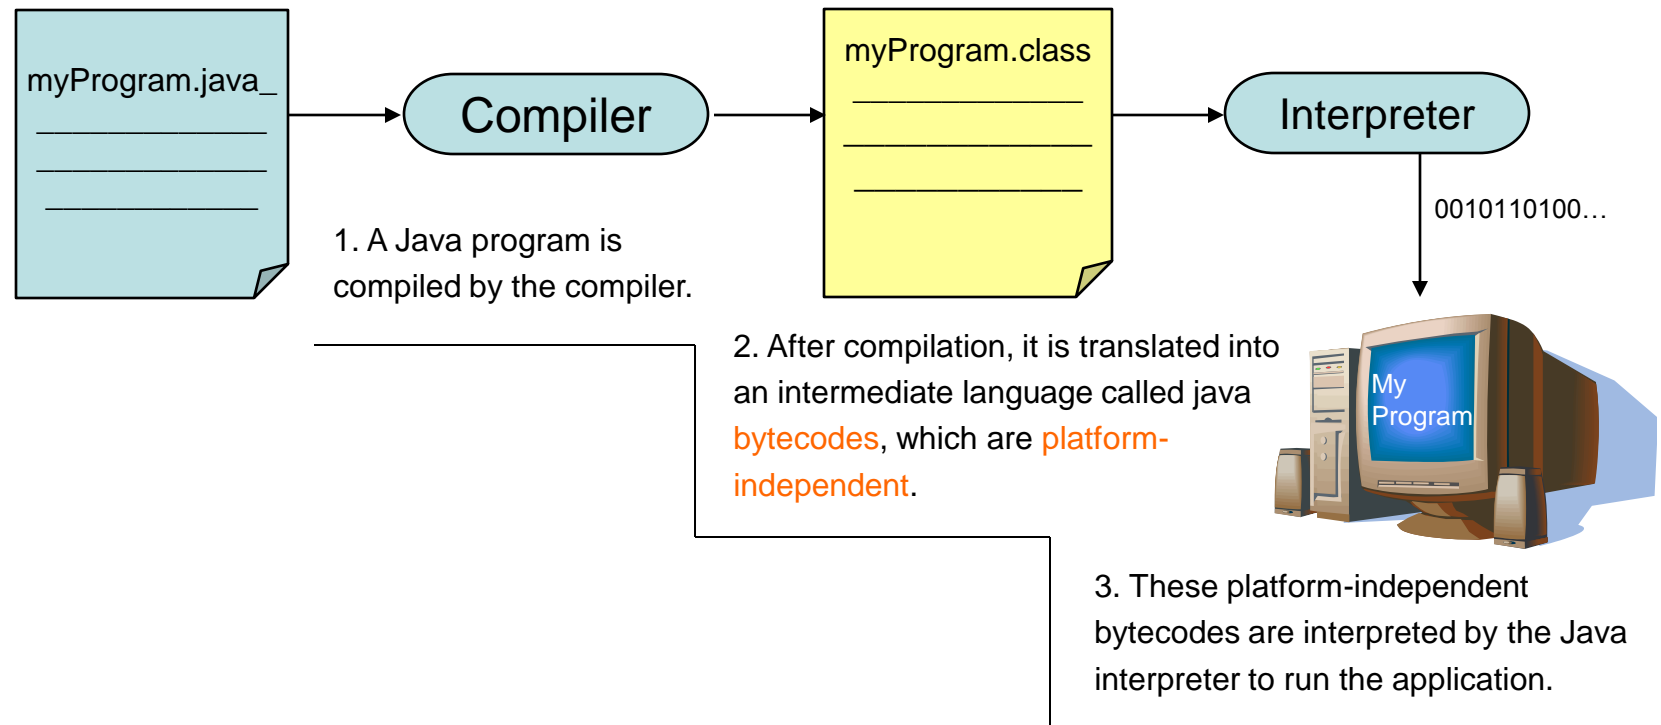 myProgram.java_
Compiler
myProgram.class
Interpreter
0010110100…
1. A Java program is
compiled by the compiler.
2. After compilation, it is translated into
an intermediate language called java
bytecodes, which are platform-
independent.
My
Program
3. These platform-independent
bytecodes are interpreted by the Java
interpreter to run the application.